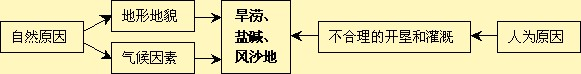 自然原因
地形地貌
气候因素
旱涝、
盐碱、
风沙地
不合理的开垦和灌溉
人为原因